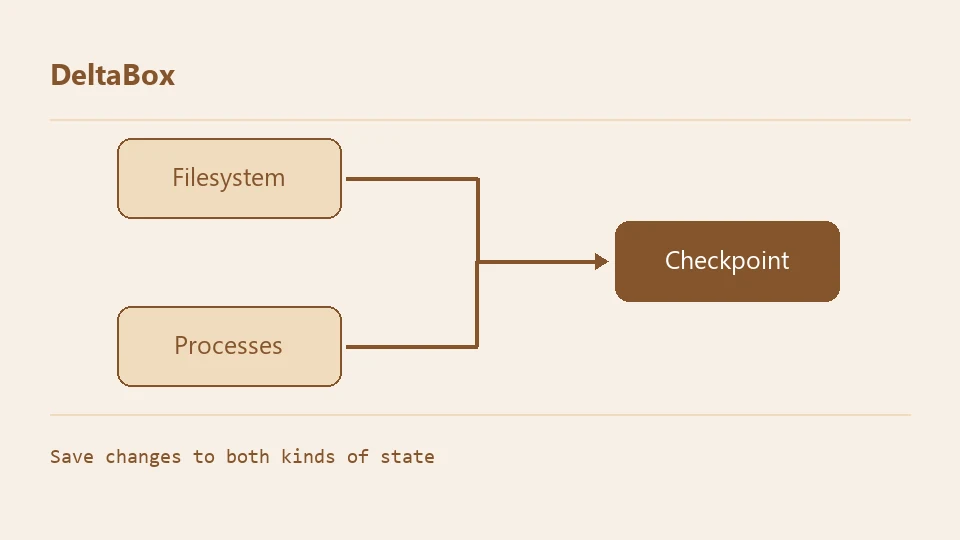 DeltaBox
Filesystem
Checkpoint
Processes
Save changes to both kinds of state